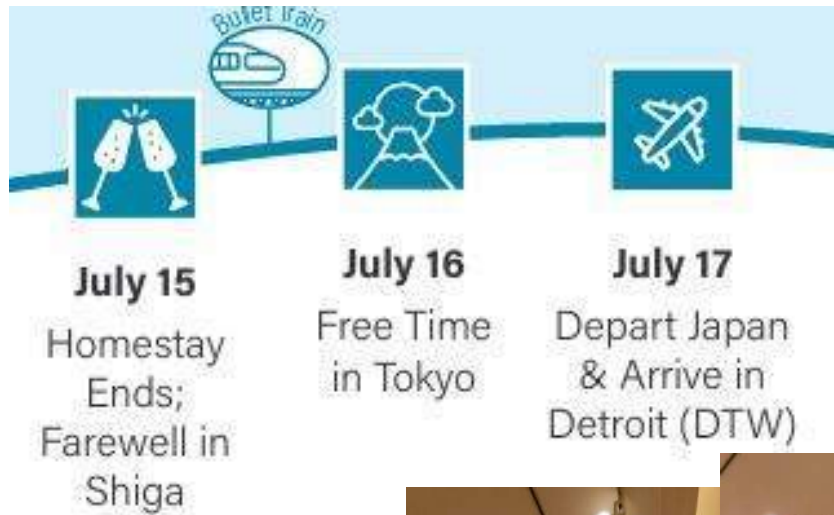 Bullet Train
July 15
Homestay
Ends;
Farewell in
Shiga
July 16
Free Time
in Tokyo
July 17
Depart Japan
& Arrive in
Detroit (DTW)